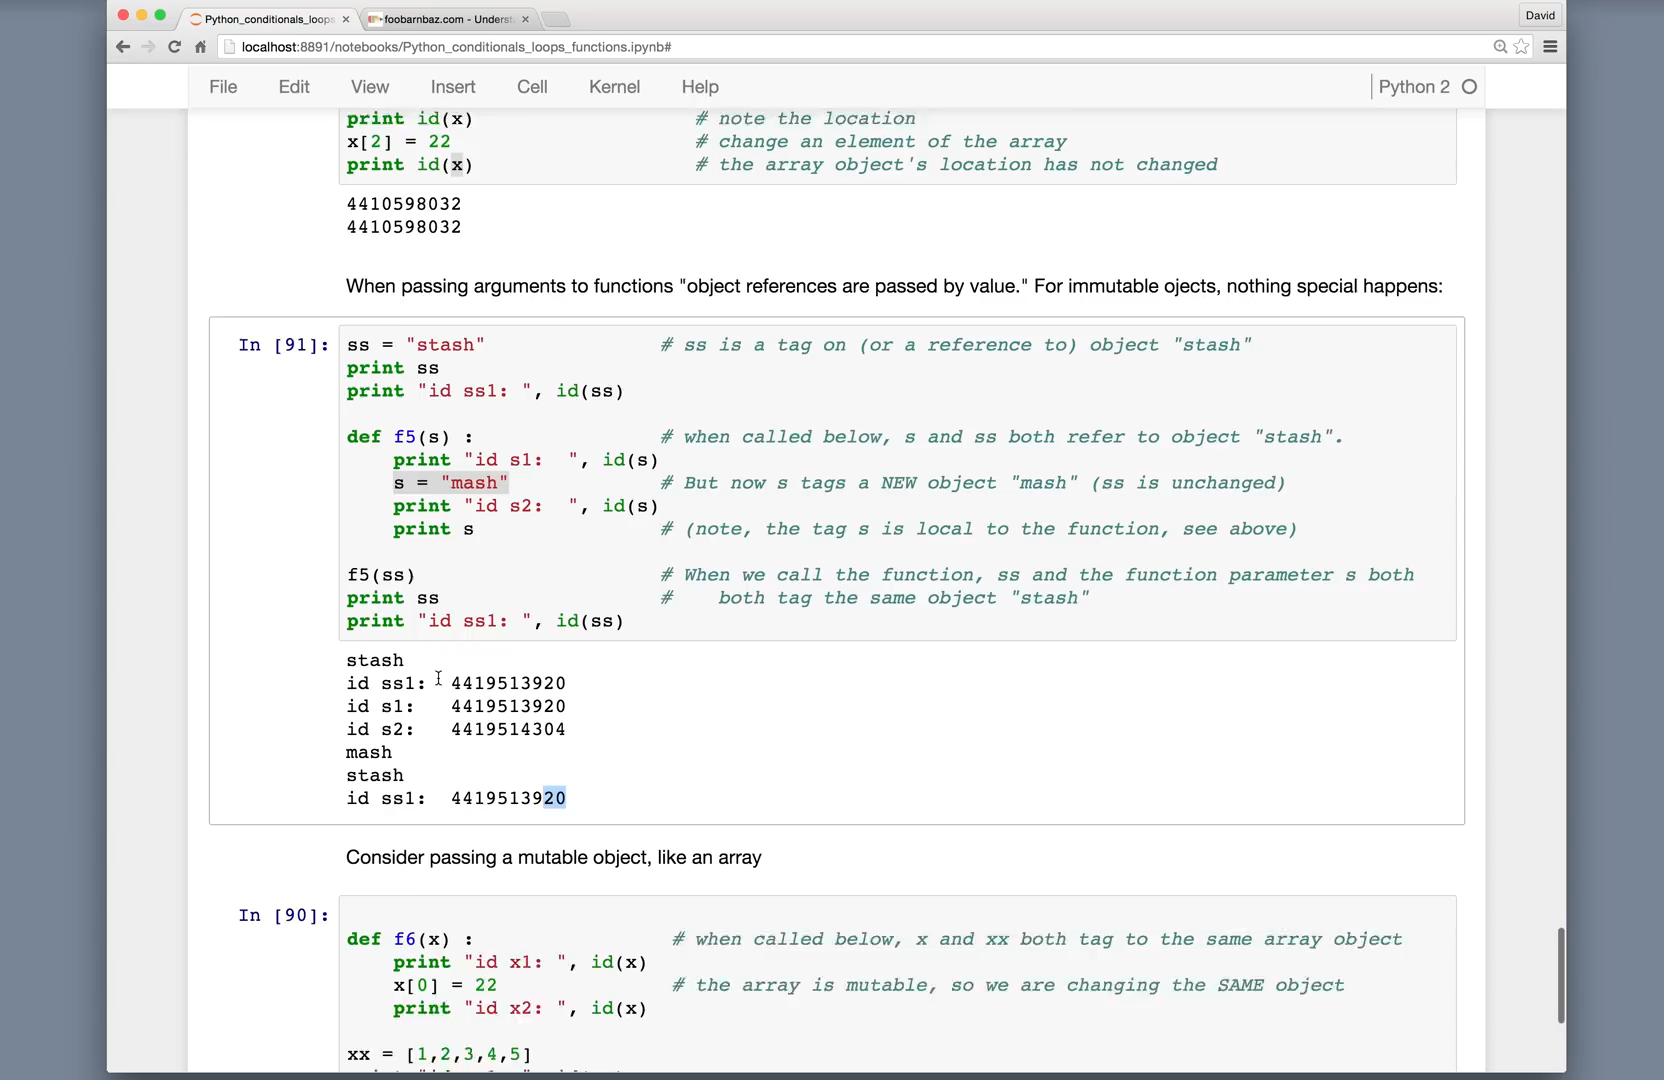 Python_conditionals_loops
foobarnbaz.com - Underst
David
localhost:8891/notebooks/Python_conditionals_loops_functions.ipynb#
File Edit View Insert Cell Kernel Help Python 2
print id(x) # note the location
x[2] = 22 # change an element of the array
print id(x) # the array object's location has not changed
4410598032
4410598032
When passing arguments to functions "object references are passed by value." For immutable ojects, nothing special happens:
In [91]: ss = "stash" # ss is a tag on (or a reference to) object "stash"
print ss
print "id ss1: ", id(ss)
def f5(s) : # when called below, s and ss both refer to object "stash".
print "id s1:  ", id(s)
s = "mash" # But now s tags a NEW object "mash" (ss is unchanged)
print "id s2:  ", id(s)
print s # (note, the tag s is local to the function, see above)
f5(ss) # When we call the function, ss and the function parameter s both
print ss # both tag the same object "stash"
print "id ss1: ", id(ss)
stash
id ss1:  4419513920
id s1:   4419513920
id s2:   4419514304
mash
stash
id ss1:  4419513920
Consider passing a mutable object, like an array
In [90]:
def f6(x) : # when called below, x and xx both tag to the same array object
print "id x1: ", id(x)
x[0] = 22 # the array is mutable, so we are changing the SAME object
print "id x2: ", id(x)
xx = [1,2,3,4,5]